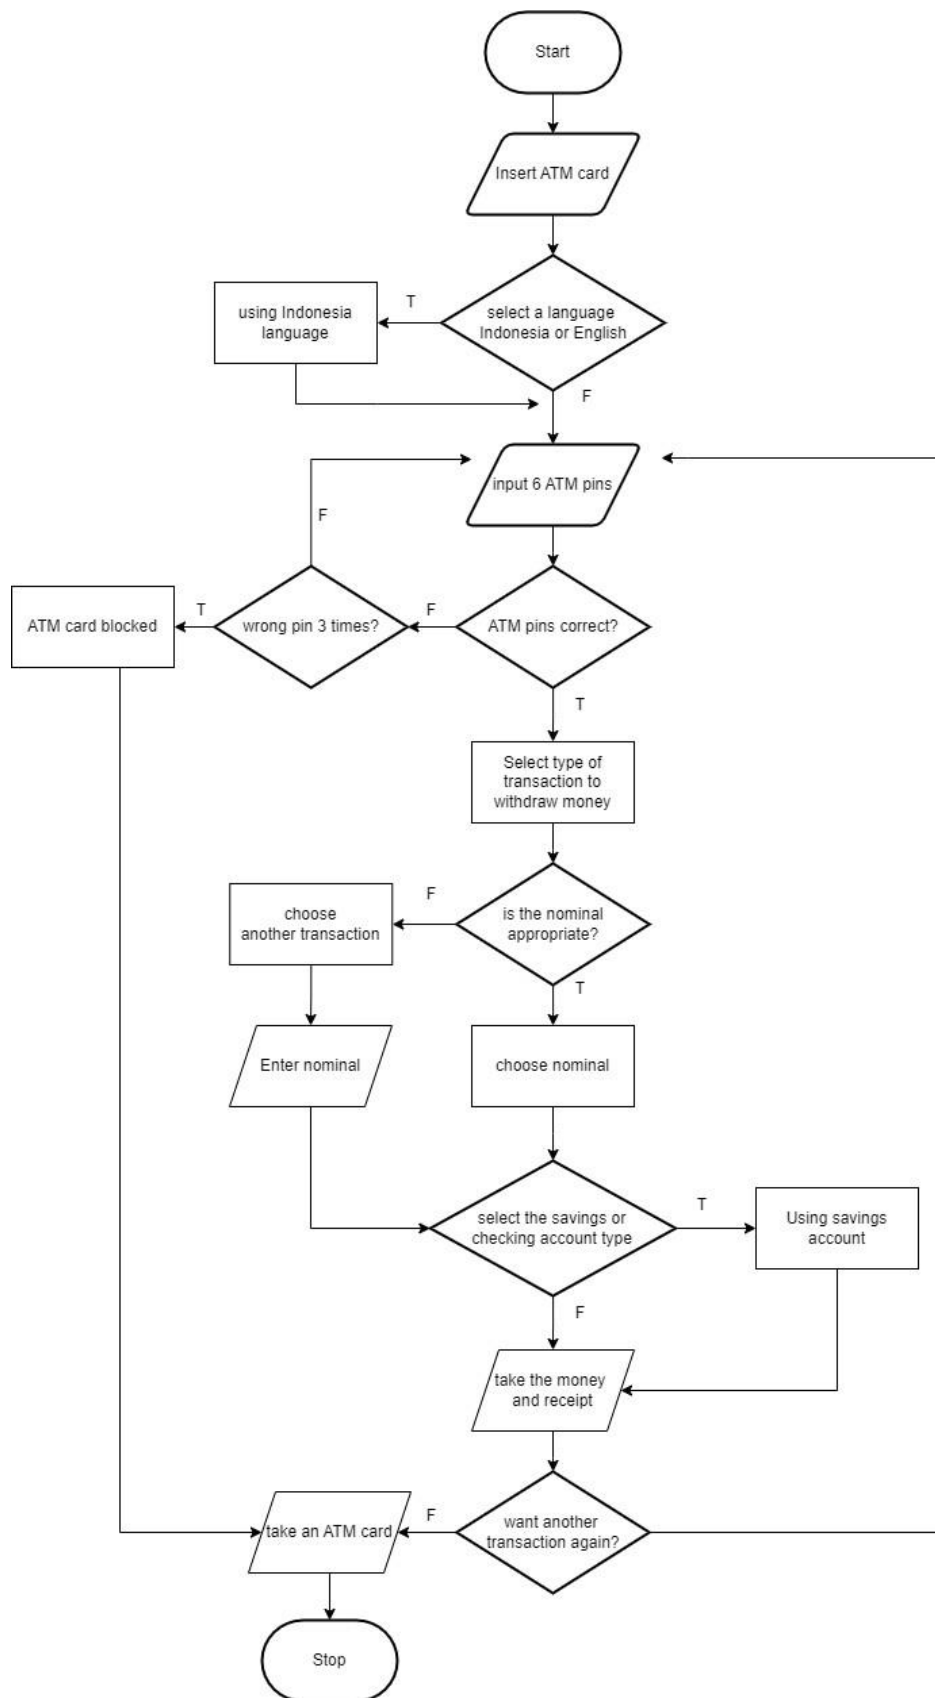 Start
Insert ATM card
select a language
Indonesia or English
T
using Indonesia
language
F
input 6 ATM pins
F
ATM pins correct?
F
wrong pin 3 times?
T
ATM card blocked
T
Select type of
transaction to
withdraw money
is the nominal
appropriate?
F
choose
another transaction
T
Enter nominal
choose nominal
select the savings or
checking account type
T
Using savings
account
F
take the money
and receipt
want another
transaction again?
F
take an ATM card
Stop